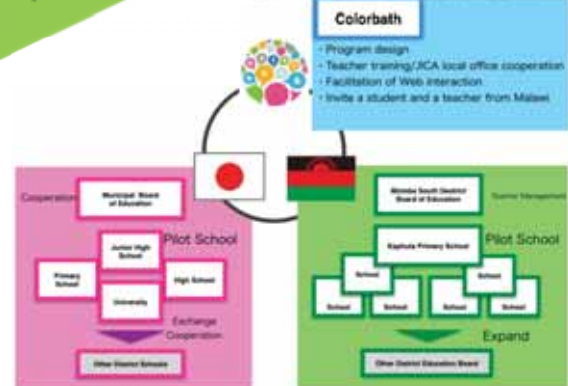 Colorbath
· Program design
· Teacher training/JICA local office cooperation
· Facilitation of Web interaction
· Invite a student and a teacher from Malawi
Cooperation
Municipal Board
of Education
Pilot School
Junior High
School
Primary
School
High School
University
Exchange
Cooperation
Other District Schools
South District
Board of Education
Teacher Management
Pilot School
Primary School
School
School
School
School
School
School
Expand
Other District Education Board